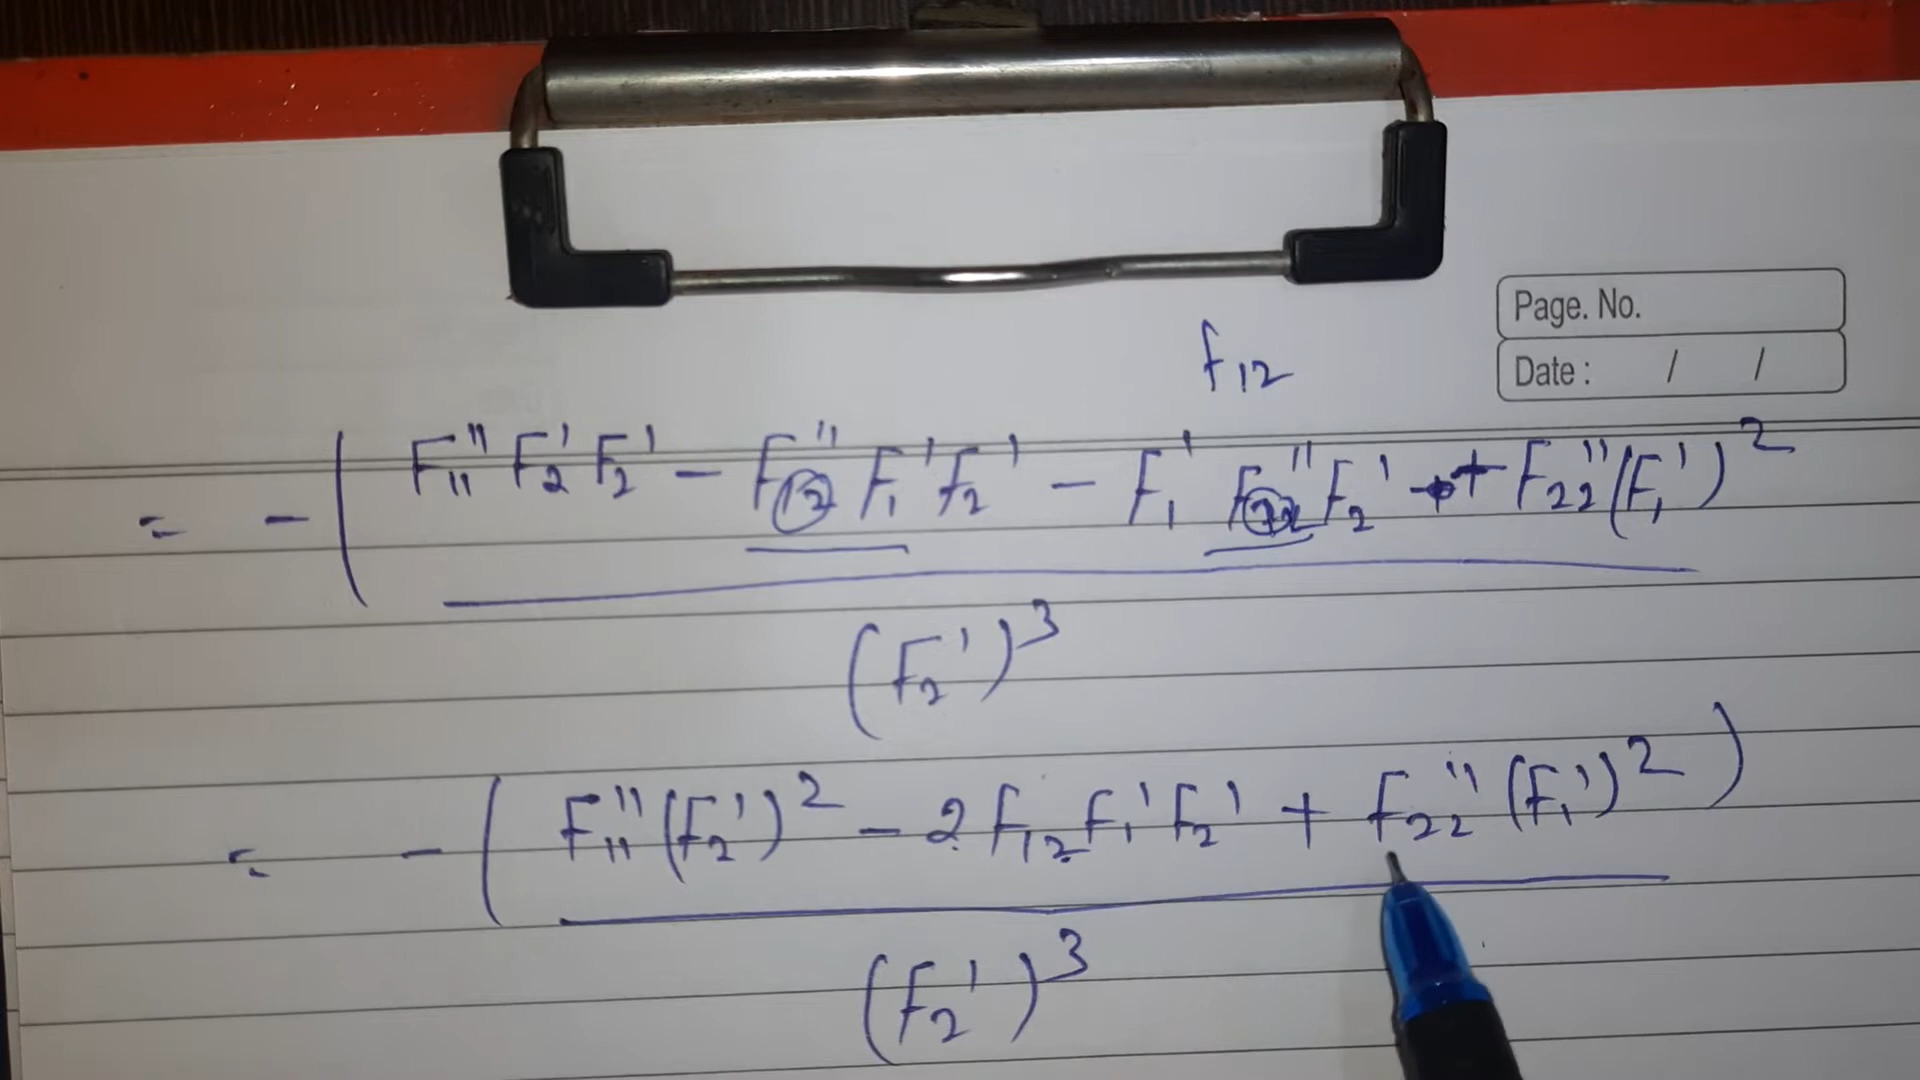 Page. No.
Date : / /
F₁₂
= - ( F₁₁'' F₂' F₂' - F₁₂'' F₁' F₂' - F₁' F'' F₂' + F₂₂'' (F₁')²
(F₂')³
= - ( F₁₁'' (F₂')² - 2 F₁₂ F₁' F₂' + F₂₂'' (F₁')² )
(F₂')³